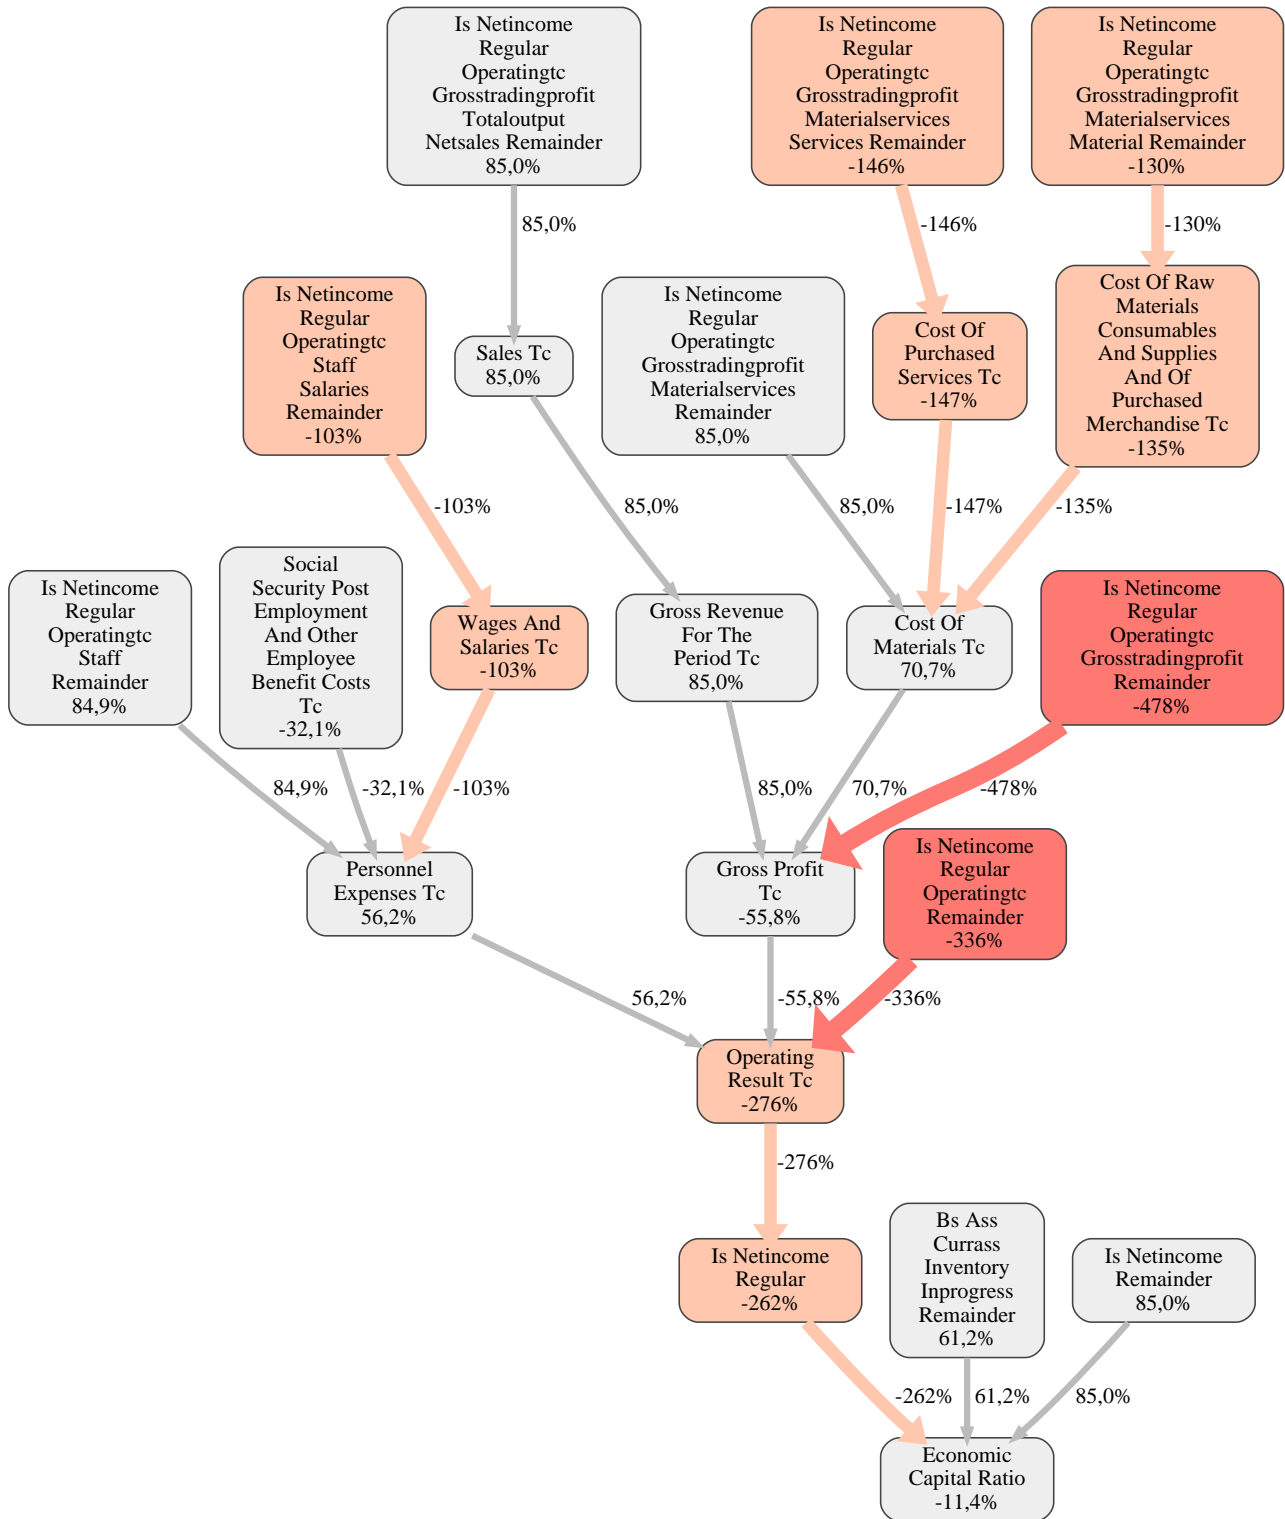 Is Netincome
Regular
Operatingtc
Grosstradingprofit
Totaloutput
Netsales Remainder
85,0%
Is Netincome
Regular
Operatingtc
Grosstradingprofit
Materialservices
Services Remainder
-146%
Is Netincome
Regular
Operatingtc
Grosstradingprofit
Materialservices
Material Remainder
-130%
85,0%
-146%
-130%
Is Netincome
Regular
Operatingtc
Staff
Salaries
Remainder
-103%
Sales Tc
85,0%
Is Netincome
Regular
Operatingtc
Grosstradingprofit
Materialservices
Remainder
85,0%
Cost Of
Purchased
Services Tc
-147%
Cost Of Raw
Materials
Consumables
And Supplies
And Of
Purchased
Merchandise Tc
-135%
-103%
85,0%
85,0%
-147%
-135%
Is Netincome
Regular
Operatingtc
Staff
Remainder
84,9%
Social
Security Post
Employment
And Other
Employee
Benefit Costs
Tc
-32,1%
Wages And
Salaries Tc
-103%
Gross Revenue
For The
Period Tc
85,0%
Cost Of
Materials Tc
70,7%
Is Netincome
Regular
Operatingtc
Grosstradingprofit
Remainder
-478%
84,9%
-32,1%
-103%
85,0%
70,7%
-478%
Personnel
Expenses Tc
56,2%
Gross Profit
Tc
-55,8%
Is Netincome
Regular
Operatingtc
Remainder
-336%
56,2%
-55,8%
-336%
Operating
Result Tc
-276%
-276%
Is Netincome
Regular
-262%
Bs Ass
Currass
Inventory
Inprogress
Remainder
61,2%
Is Netincome
Remainder
85,0%
-262%
61,2%
85,0%
Economic
Capital Ratio
-11,4%